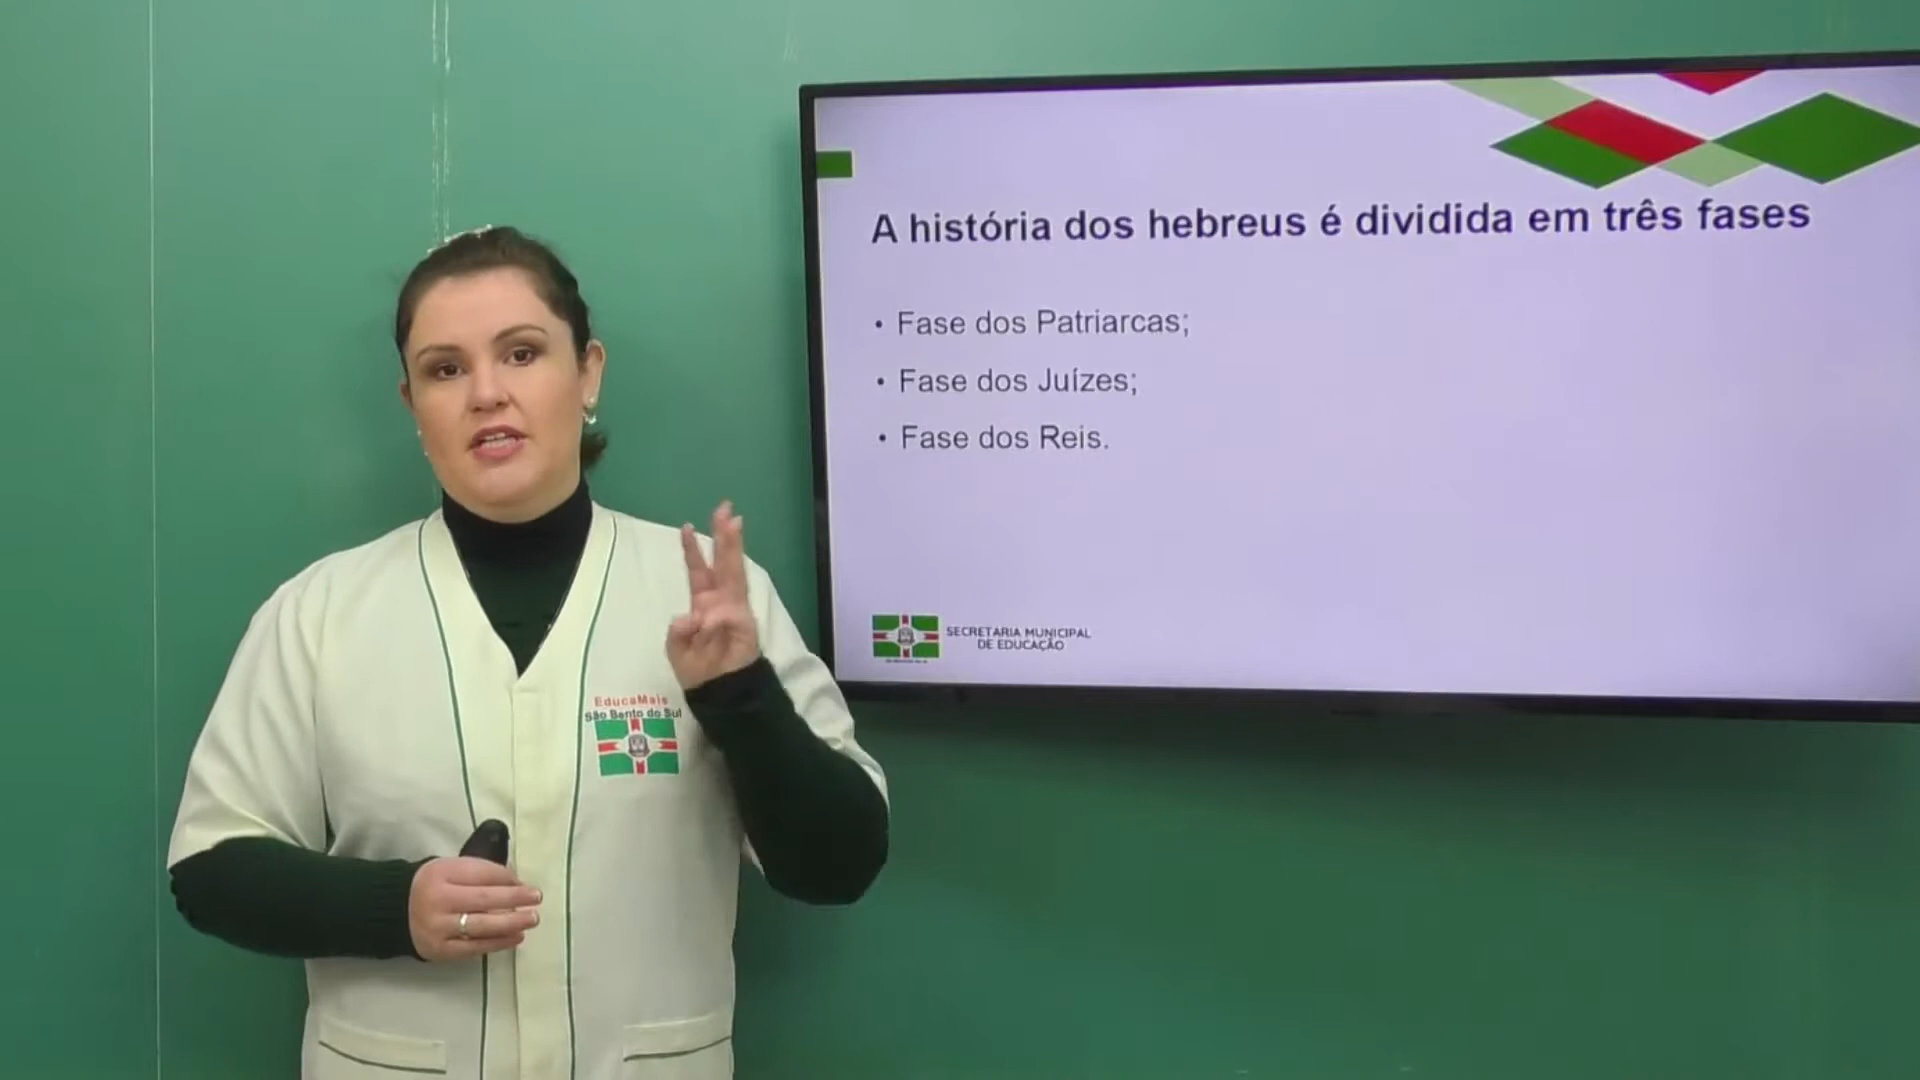 A história dos hebreus é dividida em três fases
• Fase dos Patriarcas;
• Fase dos Juízes;
• Fase dos Reis.
SECRETARIA MUNICIPAL
DE EDUCAÇÃO
EducaMais
São Bento do Sul